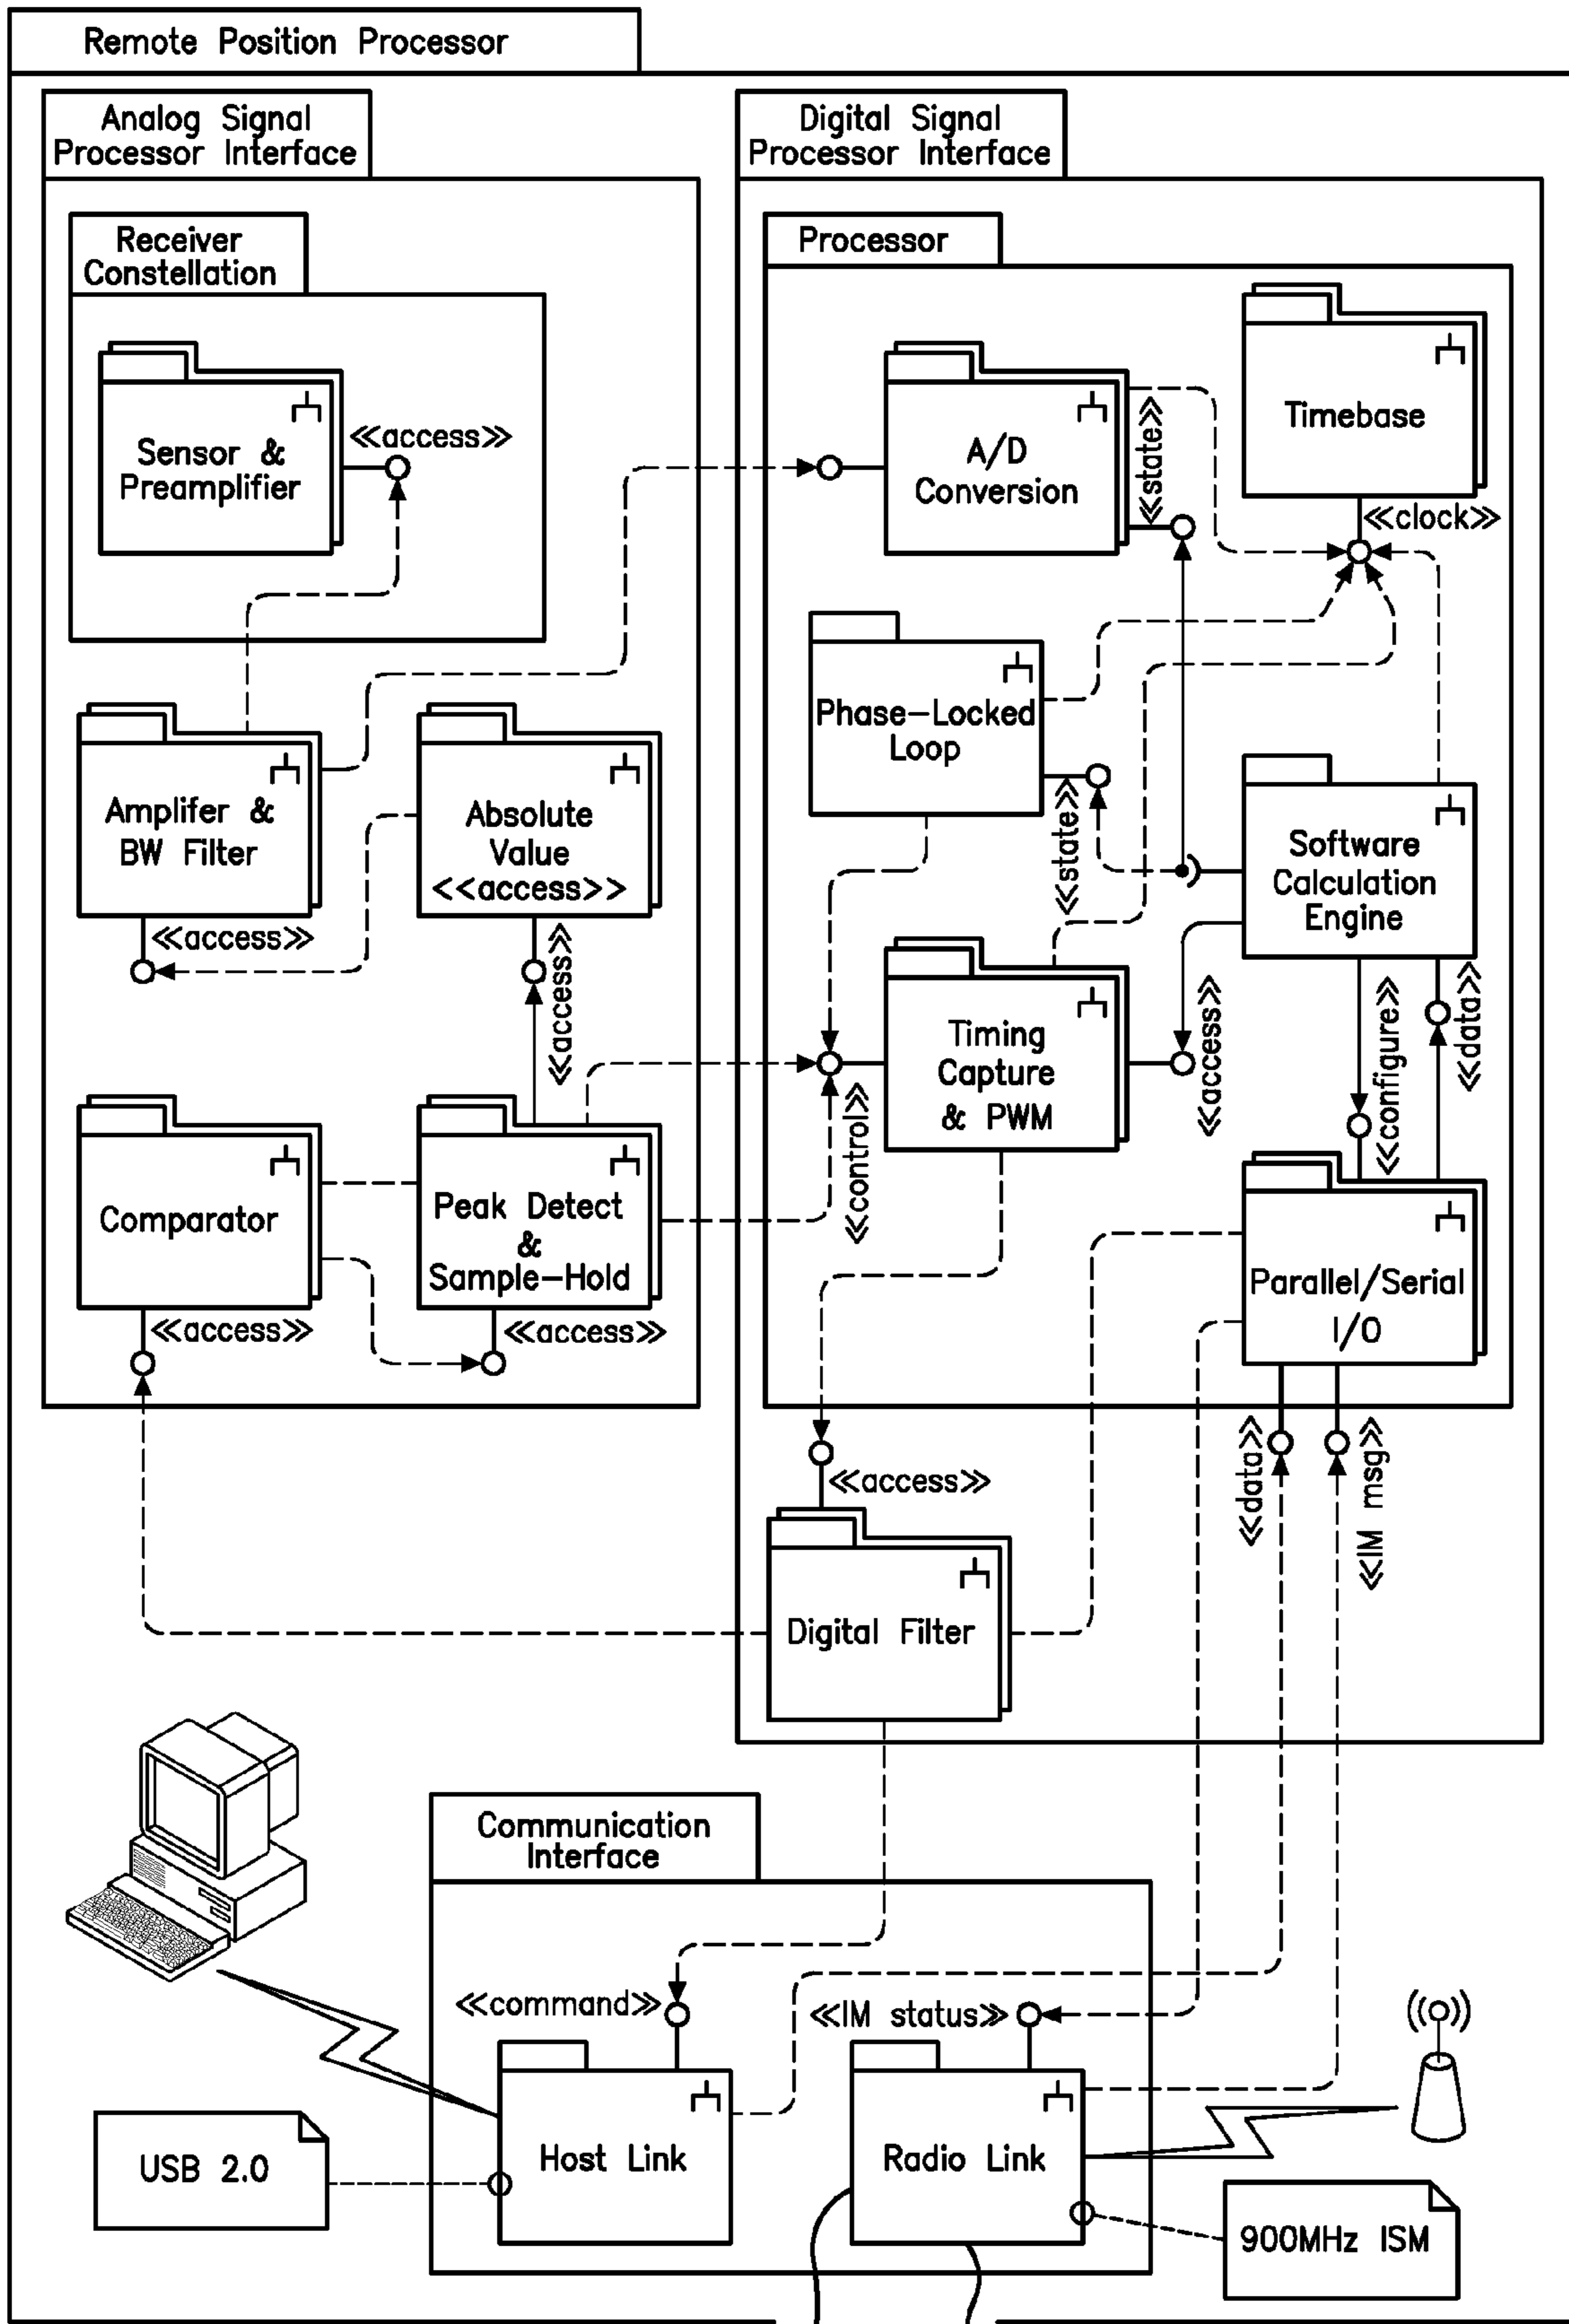 Remote Position Processor
Analog Signal
Processor Interface
Digital Signal
Processor Interface
Receiver
Constellation
Processor
Sensor &
Preamplifier
<<access>>
A/D
Conversion
<<state>>
Timebase
<<clock>>
Phase-Locked
Loop
<<state>>
Amplifer &
BW Filter
<<access>>
Absolute
Value
<<access>>
<<access>>
Software
Calculation
Engine
<<configure>>
<<data>>
Timing
Capture
& PWM
<<access>>
<<control>>
Comparator
<<access>>
Peak Detect
&
Sample-Hold
<<access>>
Parallel/Serial
I/O
<<data>>
<<IM msg>>
<<access>>
Digital Filter
Communication
Interface
<<command>>
<<IM status>>
Host Link
Radio Link
USB 2.0
900MHz ISM